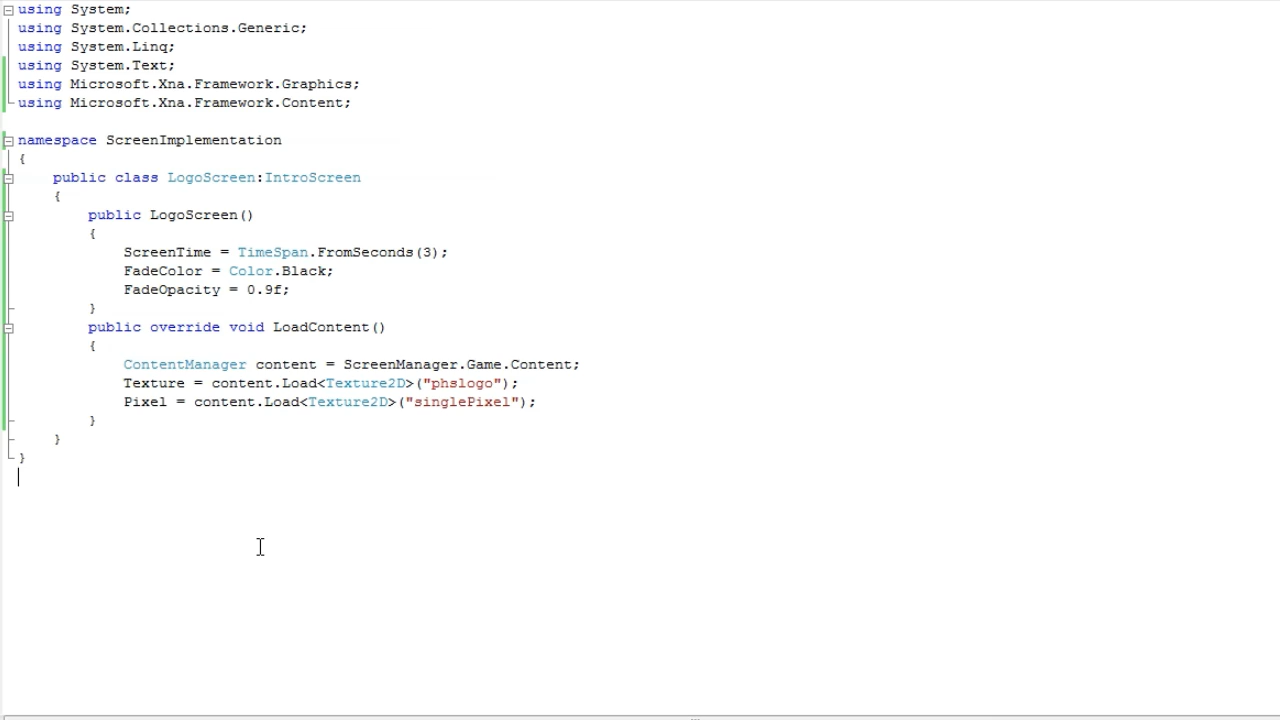 using System;
using System.Collections.Generic;
using System.Linq;
using System.Text;
using Microsoft.Xna.Framework.Graphics;
using Microsoft.Xna.Framework.Content;

namespace ScreenImplementation
{
    public class LogoScreen:IntroScreen
    {
        public LogoScreen()
        {
            ScreenTime = TimeSpan.FromSeconds(3);
            FadeColor = Color.Black;
            FadeOpacity = 0.9f;
        }
        public override void LoadContent()
        {
            ContentManager content = ScreenManager.Game.Content;
            Texture = content.Load<Texture2D>("phslogo");
            Pixel = content.Load<Texture2D>("singlePixel");
        }
    }
}